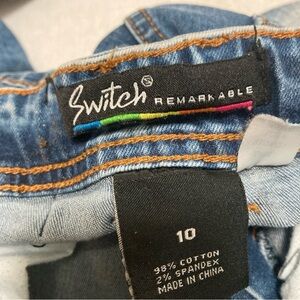 Switch REMARKABLE
10
98% COTTON
2% SPANDEX
MADE IN CHINA